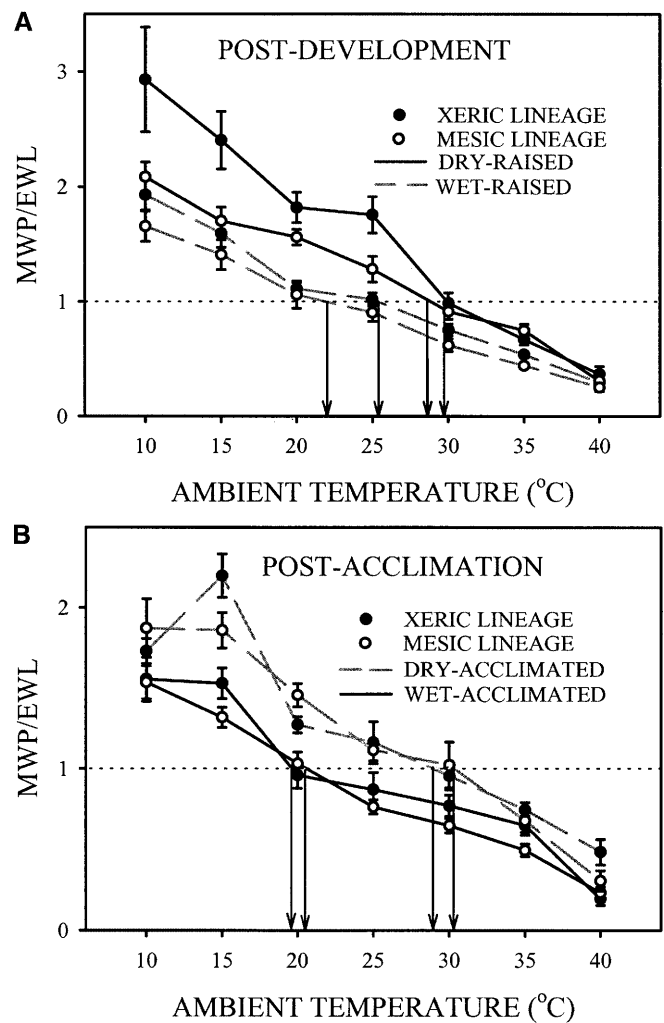 A
POST-DEVELOPMENT
XERIC LINEAGE
MESIC LINEAGE
DRY-RAISED
WET-RAISED
MWP/EWL
3
2
1
0
10 15 20 25 30 35 40
AMBIENT TEMPERATURE (°C)
B
POST-ACCLIMATION
XERIC LINEAGE
MESIC LINEAGE
DRY-ACCLIMATED
WET-ACCLIMATED
MWP/EWL
2
1
0
10 15 20 25 30 35 40
AMBIENT TEMPERATURE (°C)